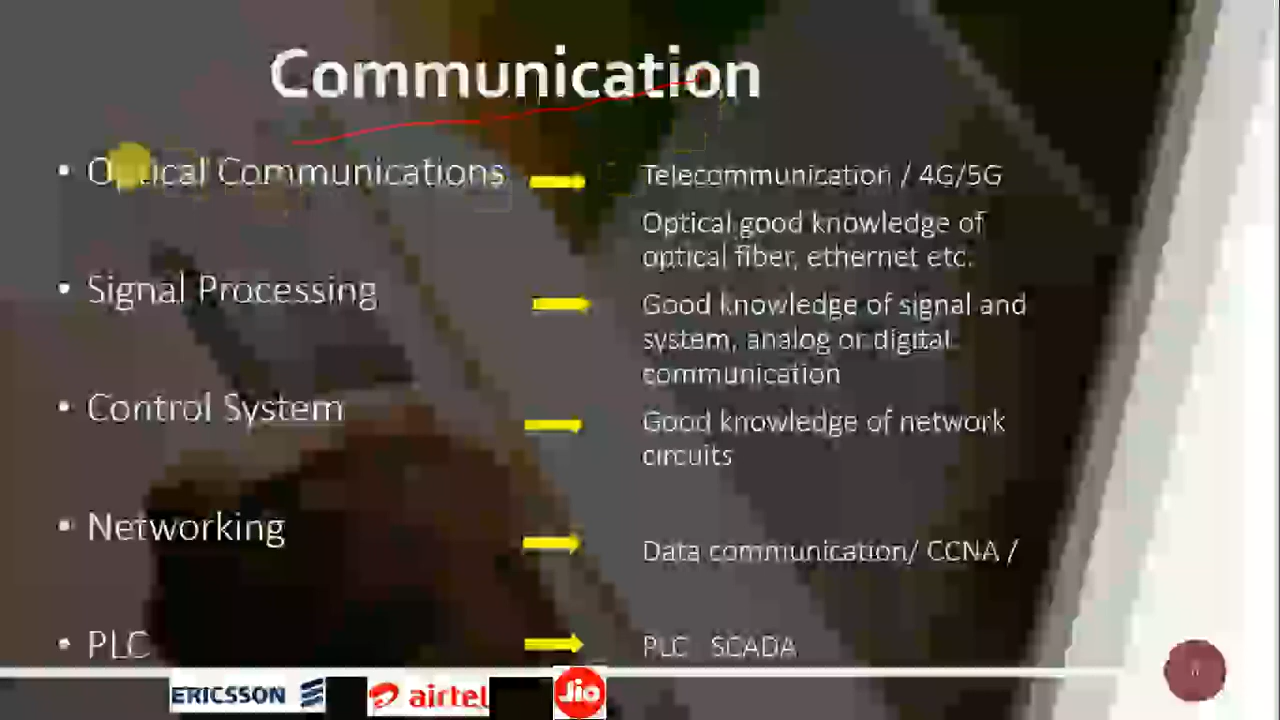 Communication
• Optical Communications
Telecommunication / 4G/5G
Optical good knowledge of
optical fiber, ethernet etc.
• Signal Processing
Good knowledge of signal and
system, analog or digital
communication
• Control System
Good knowledge of network
circuits
• Networking
Data communication/ CCNA /
• PLC
PLC SCADA
ERICSSON
airtel
Jio